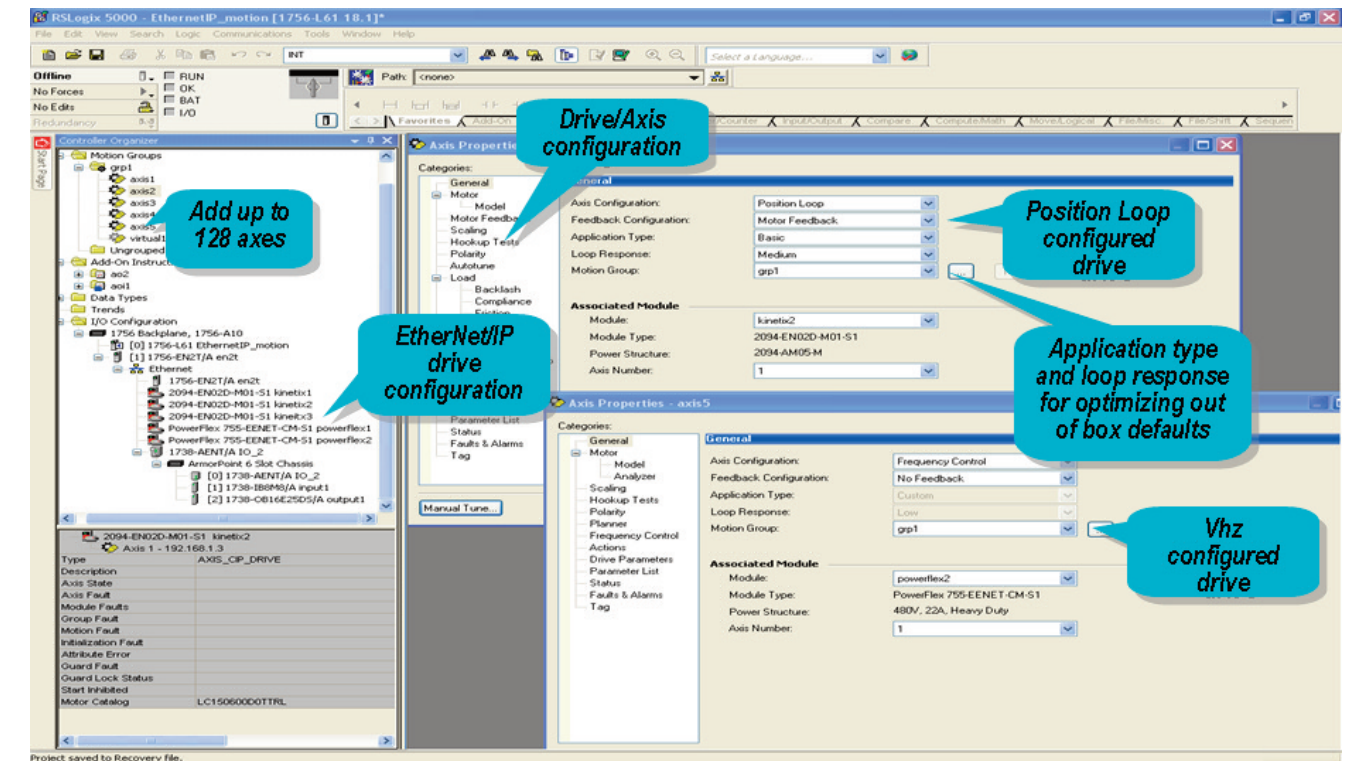 RSLogix 5000 - EthernetIP_motion [1756-L61 18.1]*
File Edit View Search Logic Communications Tools Window Help
INT
Select a Language...
Offline
RUN
Path: <none>
No Forces
OK
No Edits
BAT
I/O
Redundancy
Favorites Add-On
Input/Output Compare Compute/Math Move/Logical File/Misc. File/Shift Sequen
Start Page
Controller Organizer
Motion Groups
grp1
axis1
axis2
axis3
axis4
axis5
virtual1
Ungrouped
Add-On Instruct
ao2
aoi1
Data Types
Trends
I/O Configuration
1756 Backplane, 1756-A10
[0] 1756-L61 EthernetIP_motion
[1] 1756-EN2T/A en2t
Ethernet
1756-EN2T/A en2t
2094-EN02D-M01-S1 kinetix1
2094-EN02D-M01-S1 kinetix2
2094-EN02D-M01-S1 kineitx3
PowerFlex 755-EENET-CM-S1 powerflex1
PowerFlex 755-EENET-CM-S1 powerflex2
1738-AENT/A IO_2
ArmorPoint 6 Slot Chassis
[0] 1738-AENT/A IO_2
[1] 1738-IB8M8/A input1
[2] 1738-OB16E25D5/A output1
2094-EN02D-M01-S1 kinetix2
Axis 1 - 192.168.1.3
Type AXIS_CIP_DRIVE
Description
Axis State
Axis Fault
Module Faults
Group Fault
Motion Fault
Initialization Fault
Attribute Error
Guard Fault
Guard Lock Status
Start Inhibited
Motor Catalog LC150600D0TTRL
Project saved to Recovery file.
Add up to
128 axes
Drive/Axis
configuration
EtherNet/IP
drive
configuration
Axis Properti
Categories:
General
Motor
Model
Motor Feedba
Scaling
Hookup Tests
Polarity
Autotune
Load
Backlash
Compliance
Friction
Parameter List
Status
Faults & Alarms
Tag
Manual Tune...
General
Axis Configuration: Position Loop
Feedback Configuration: Motor Feedback
Application Type: Basic
Loop Response: Medium
Motion Group: grp1 ...
Associated Module
Module: kinetix2
Module Type: 2094-EN02D-M01-S1
Power Structure: 2094-AM05-M
Axis Number: 1
Position Loop
configured
drive
Application type
and loop response
for optimizing out
of box defaults
Axis Properties - axis5
Categories:
General
Motor
Model
Analyzer
Scaling
Hookup Tests
Polarity
Planner
Frequency Control
Actions
Drive Parameters
Parameter List
Status
Faults & Alarms
Tag
General
Axis Configuration: Frequency Control
Feedback Configuration: No Feedback
Application Type: Custom
Loop Response: Low
Motion Group: grp1
Associated Module
Module: powerflex2
Module Type: PowerFlex 755-EENET-CM-S1
Power Structure: 480V, 22A, Heavy Duty
Axis Number: 1
Vhz
configured
drive